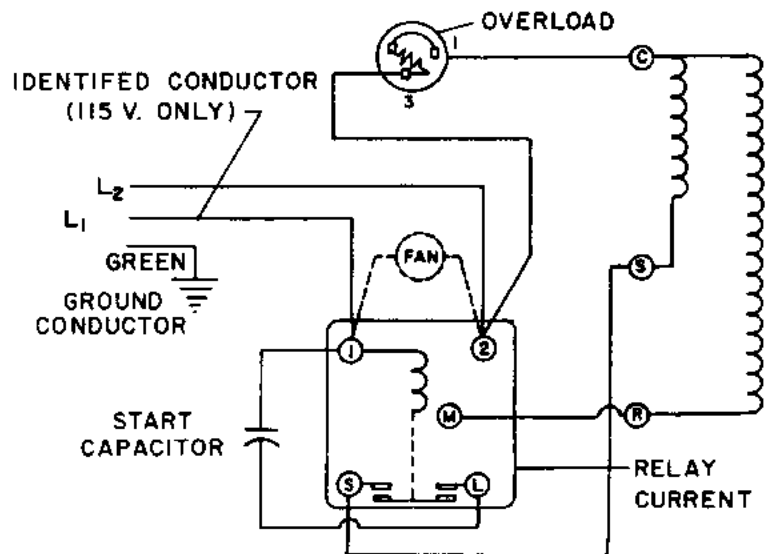 OVERLOAD
1
C
3
IDENTIFED CONDUCTOR
(115 V. ONLY)
L2
L1
FAN
S
GREEN
GROUND
CONDUCTOR
1
2
START
CAPACITOR
M
R
S
L
RELAY
CURRENT